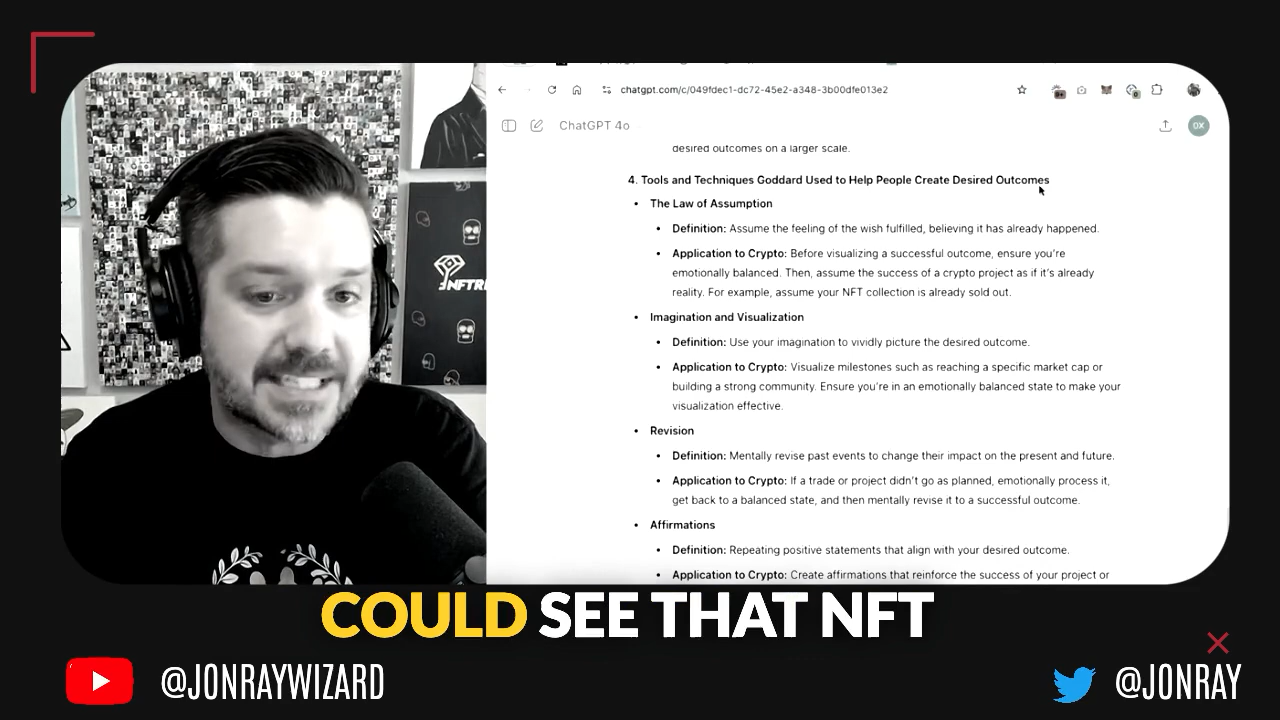 chatgpt.com/c/049fdec1-dc72-45e2-a348-3b00dfe013e2
ChatGPT 4o
OX
desired outcomes on a larger scale.
4. Tools and Techniques Goddard Used to Help People Create Desired Outcomes
• The Law of Assumption
• Definition: Assume the feeling of the wish fulfilled, believing it has already happened.
• Application to Crypto: Before visualizing a successful outcome, ensure you're
emotionally balanced. Then, assume the success of a crypto project as if it's already
reality. For example, assume your NFT collection is already sold out.
• Imagination and Visualization
• Definition: Use your imagination to vividly picture the desired outcome.
• Application to Crypto: Visualize milestones such as reaching a specific market cap or
building a strong community. Ensure you're in an emotionally balanced state to make your
visualization effective.
• Revision
• Definition: Mentally revise past events to change their impact on the present and future.
• Application to Crypto: If a trade or project didn't go as planned, emotionally process it,
get back to a balanced state, and then mentally revise it to a successful outcome.
• Affirmations
• Definition: Repeating positive statements that align with your desired outcome.
• Application to Crypto: Create affirmations that reinforce the success of your project or
COULD SEE THAT NFT
@JONRAYWIZARD
@JONRAY